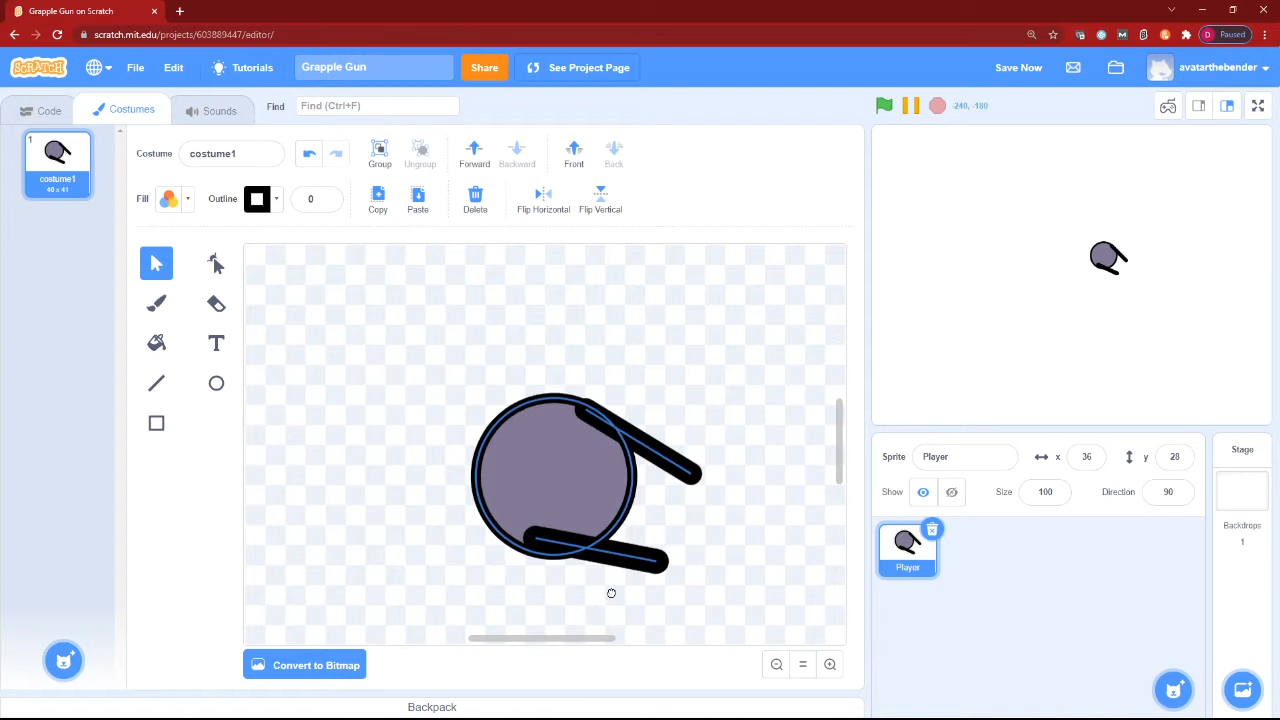 Grapple Gun on Scratch
scratch.mit.edu/projects/603889447/editor/
Paused
SCRATCH
File
Edit
Tutorials
Grapple Gun
Share
See Project Page
Save Now
avatarthebender
Code
Costumes
Sounds
Find
Find (Ctrl+F)
-240, -180
1
costume1
40 x 41
Costume
costume1
Group
Ungroup
Forward
Backward
Front
Back
Fill
Outline
0
Copy
Paste
Delete
Flip Horizontal
Flip Vertical
T
Convert to Bitmap
Backpack
Sprite
Player
x
36
y
28
Show
Size
100
Direction
90
Player
Stage
Backdrops
1